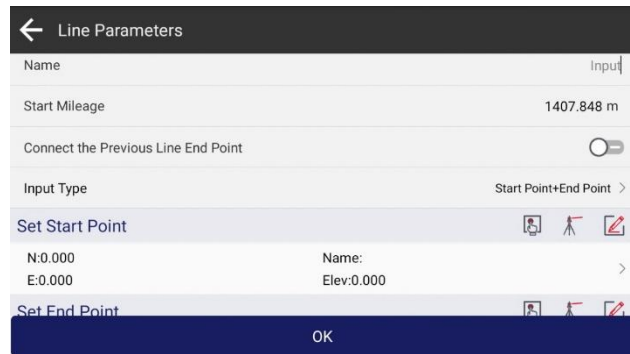 Line Parameters
Name Input
Start Mileage 1407.848 m
Connect the Previous Line End Point
Input Type Start Point+End Point >
Set Start Point
N:0.000 Name:
E:0.000 Elev:0.000
Set End Point
OK